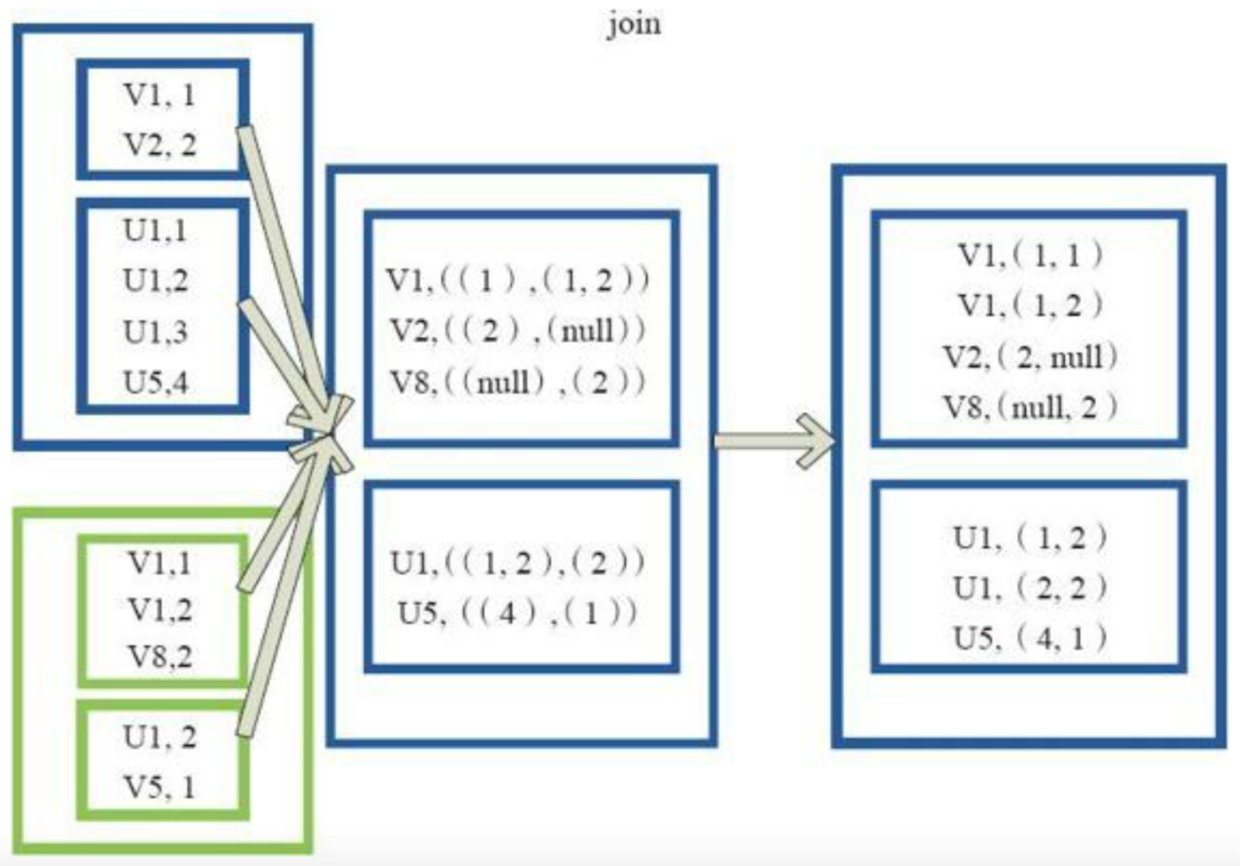 join
V1, 1
V2, 2
U1,1
U1,2
U1,3
U5,4
V1,1
V1,2
V8,2
U1, 2
V5, 1
V1,((1),(1,2))
V2,((2),(null))
V8,((null),(2))
U1,((1,2),(2))
U5, ((4),(1))
V1,(1,1)
V1,(1,2)
V2,(2,null)
V8,(null,2)
U1, (1,2)
U1, (2,2)
U5, (4,1)